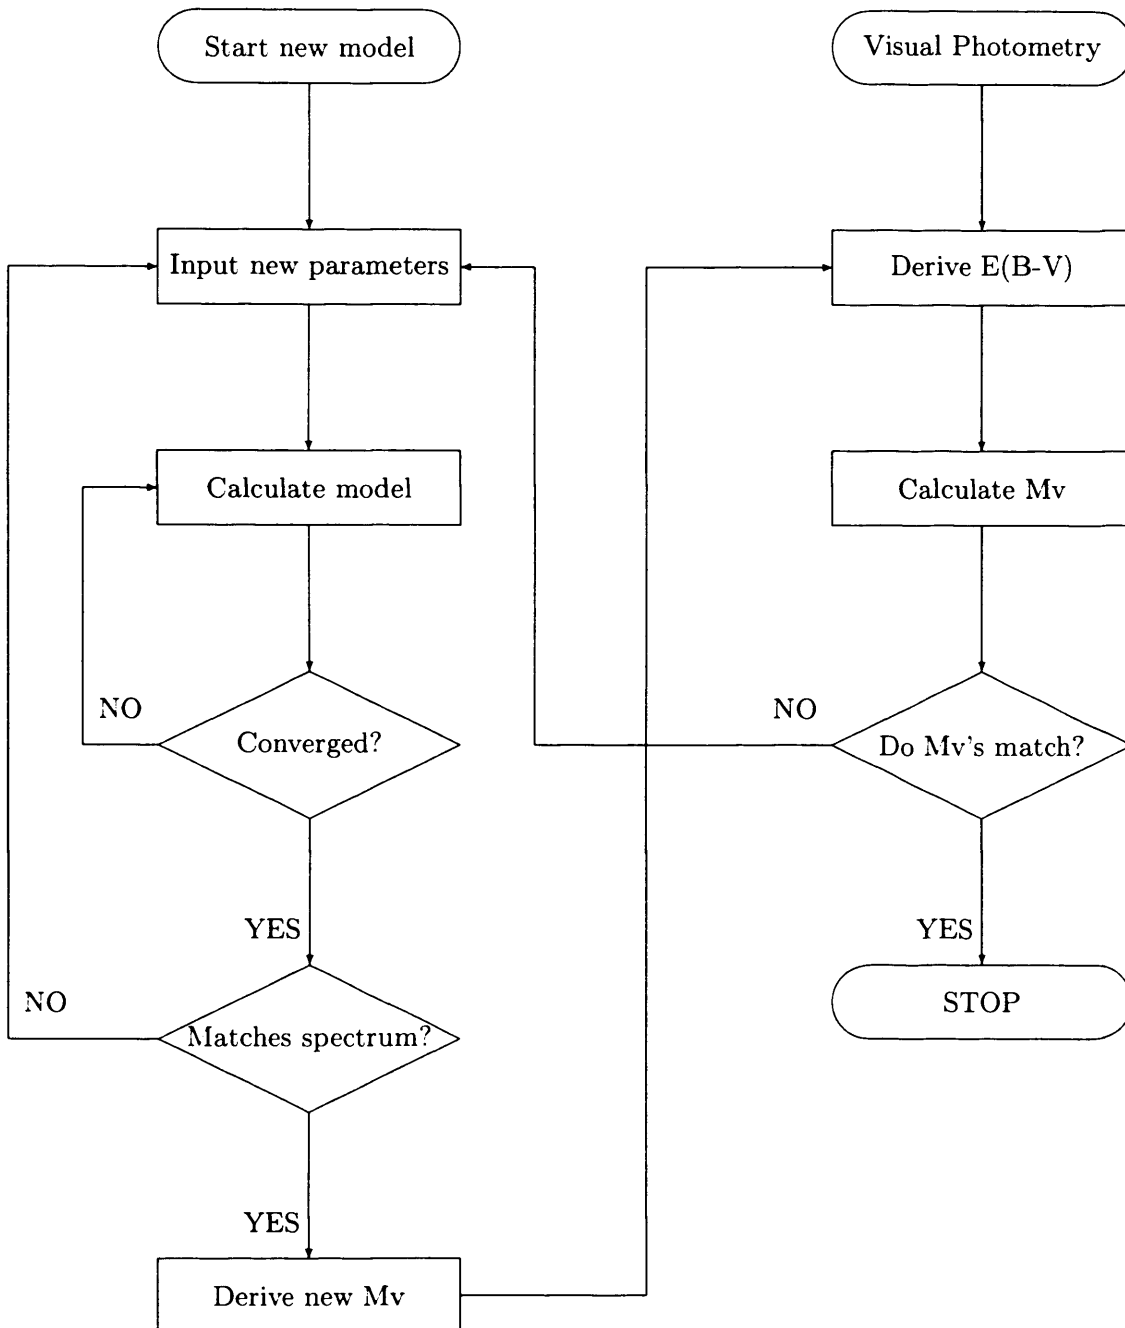 Start new model
Visual Photometry
Input new parameters
Derive E(B-V)
Calculate model
Calculate Mv
NO
Converged?
NO
Do Mv's match?
YES
YES
NO
Matches spectrum?
STOP
YES
Derive new Mv